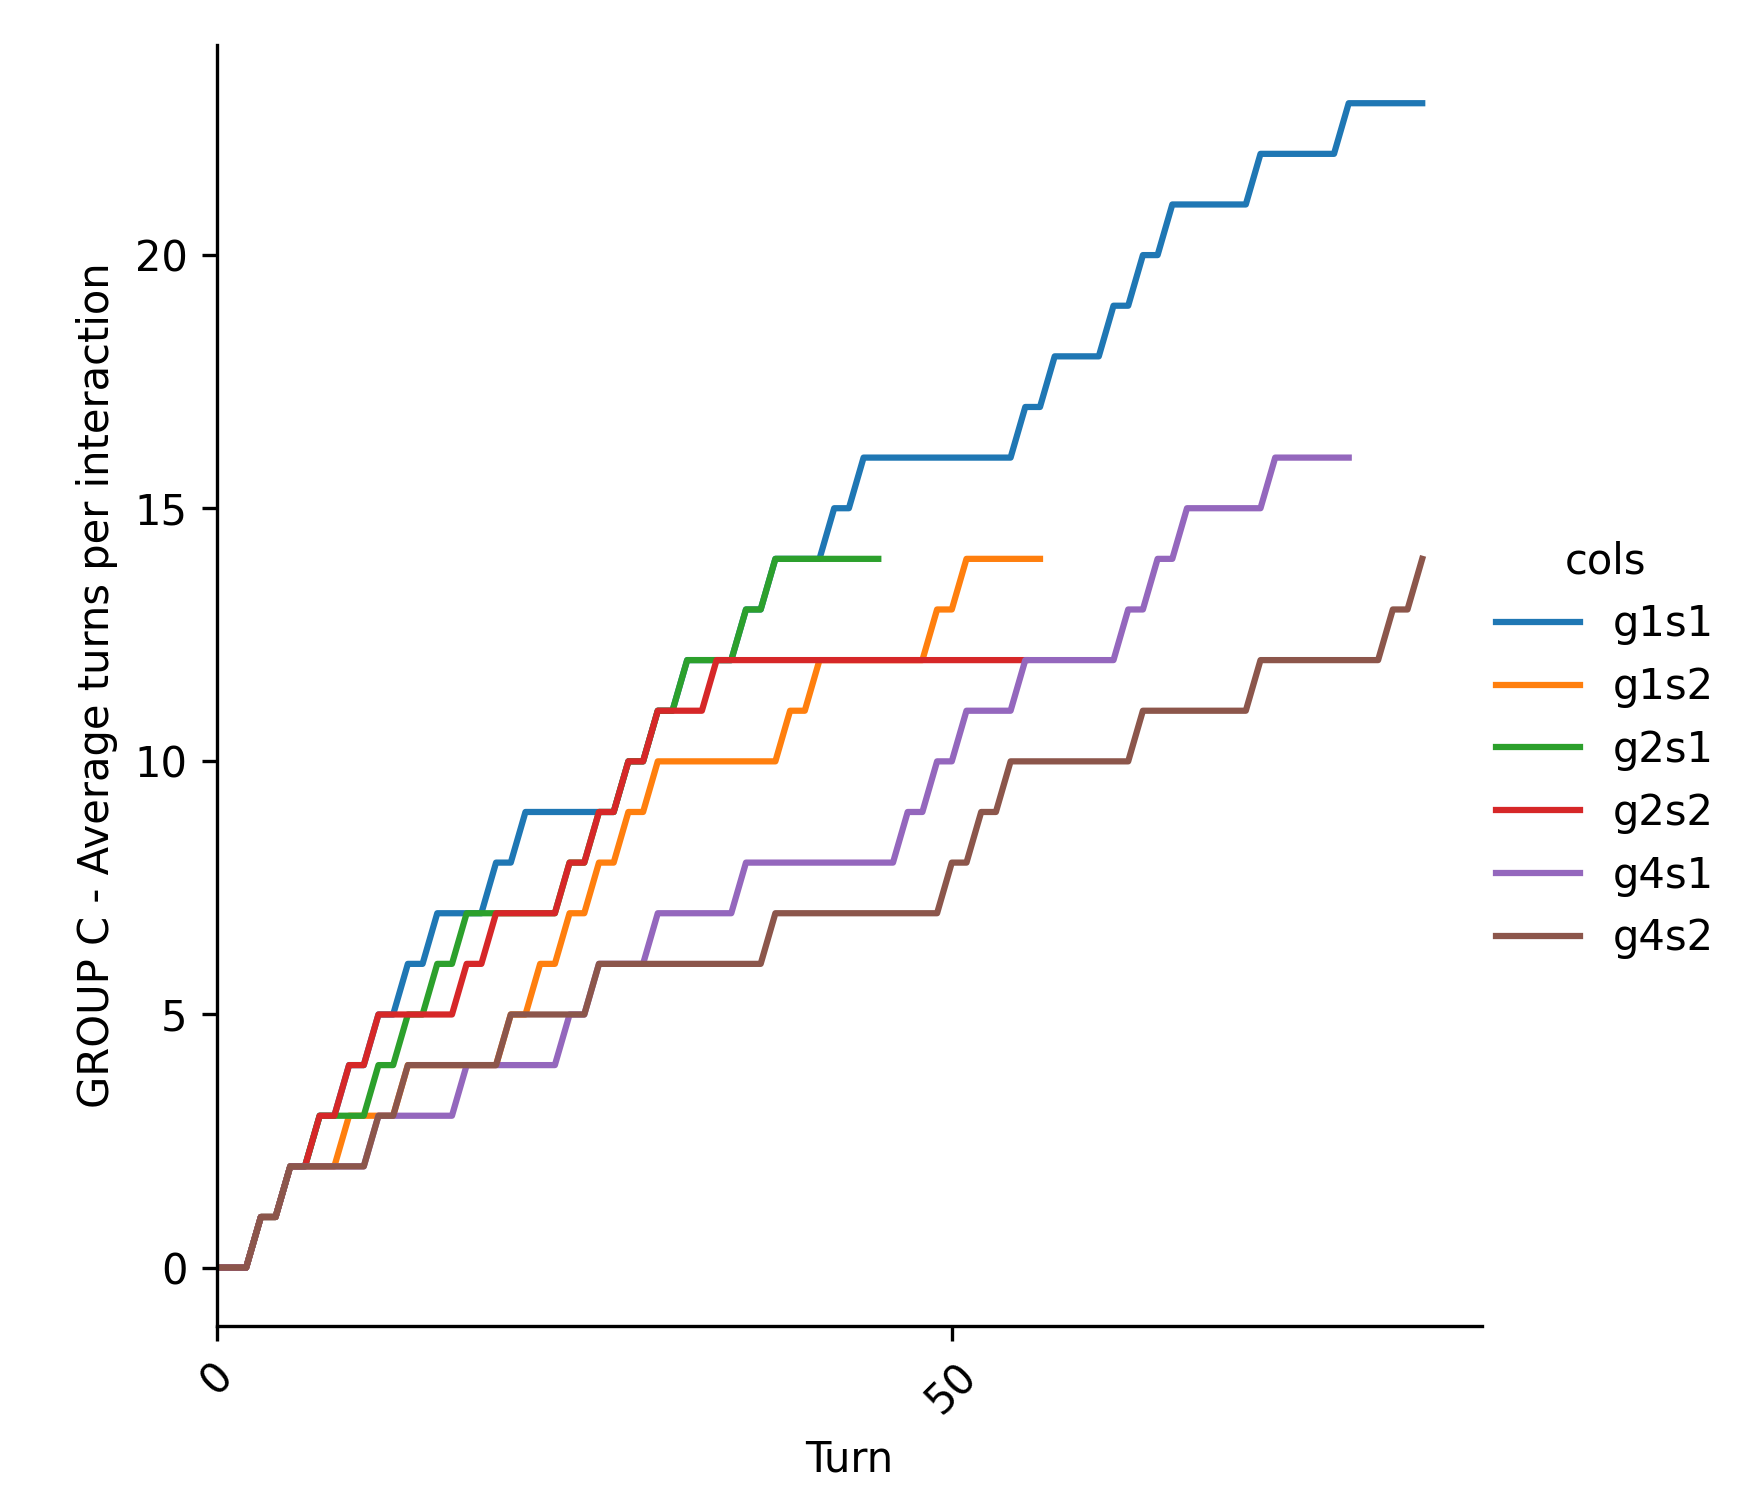 GROUP C - Average turns per interaction
20
15
10
5
0
0
50
Turn
cols
g1s1
g1s2
g2s1
g2s2
g4s1
g4s2